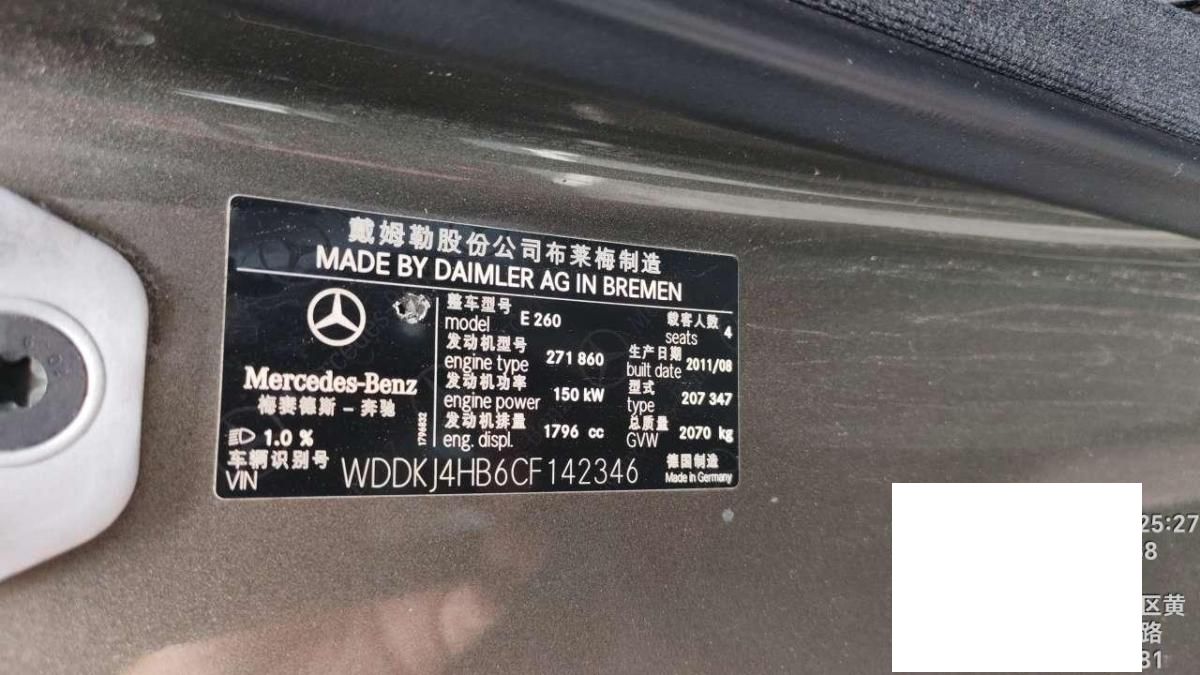 戴姆勒股份公司布莱梅制造
MADE BY DAIMLER AG IN BREMEN
整车型号
model E 260
载客人数
seats 4
发动机型号
engine type 271 860
生产日期
built date 2011/08
发动机功率
engine power 150 kW
型式
type 207 347
发动机排量
eng. displ. 1796 cc
总质量
GVW 2070 kg
Mercedes-Benz
梅赛德斯－奔驰
1.0 %
1796832
车辆识别号
VIN WDDKJ4HB6CF142346
德国制造
Made in Germany
25:27
8
区黄
路
31